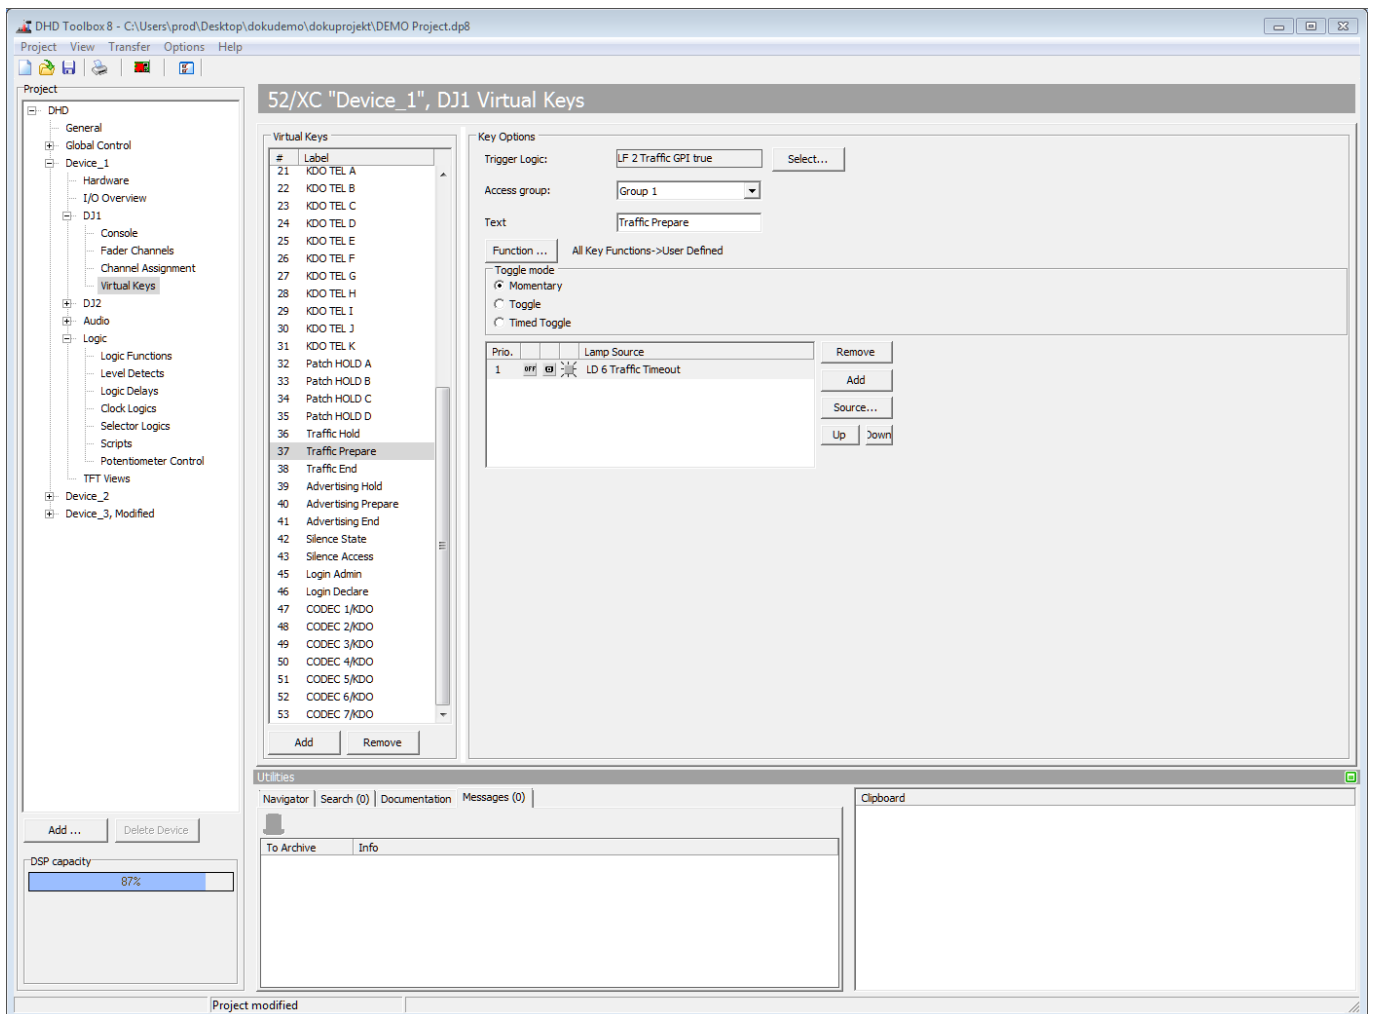 DHD Toolbox 8 - C:\Users\prod\Desktop\dokudemo\dokuprojekt\DEMO Project.dp8
Project View Transfer Options Help
Project
DHD
General
Global Control
Device_1
Hardware
I/O Overview
DJ1
Console
Fader Channels
Channel Assignment
Virtual Keys
DJ2
Audio
Logic
Logic Functions
Level Detects
Logic Delays
Clock Logics
Selector Logics
Scripts
Potentiometer Control
TFT Views
Device_2
Device_3, Modified
Add ... Delete Device
DSP capacity
87%
52/XC "Device_1", DJ1 Virtual Keys
Virtual Keys
# Label
21 KDO TEL A
22 KDO TEL B
23 KDO TEL C
24 KDO TEL D
25 KDO TEL E
26 KDO TEL F
27 KDO TEL G
28 KDO TEL H
29 KDO TEL I
30 KDO TEL J
31 KDO TEL K
32 Patch HOLD A
33 Patch HOLD B
34 Patch HOLD C
35 Patch HOLD D
36 Traffic Hold
37 Traffic Prepare
38 Traffic End
39 Advertising Hold
40 Advertising Prepare
41 Advertising End
42 Silence State
43 Silence Access
45 Login Admin
46 Login Declare
47 CODEC 1/KDO
48 CODEC 2/KDO
49 CODEC 3/KDO
50 CODEC 4/KDO
51 CODEC 5/KDO
52 CODEC 6/KDO
53 CODEC 7/KDO
Add Remove
Key Options
Trigger Logic: LF 2 Traffic GPI true Select...
Access group: Group 1
Text Traffic Prepare
Function ... All Key Functions->User Defined
Toggle mode
Momentary
Toggle
Timed Toggle
Prio. Lamp Source
1 OFF LD 6 Traffic Timeout
Remove
Add
Source...
Up Down
Utilities
Navigator Search (0) Documentation Messages (0)
To Archive Info
Clipboard
Project modified